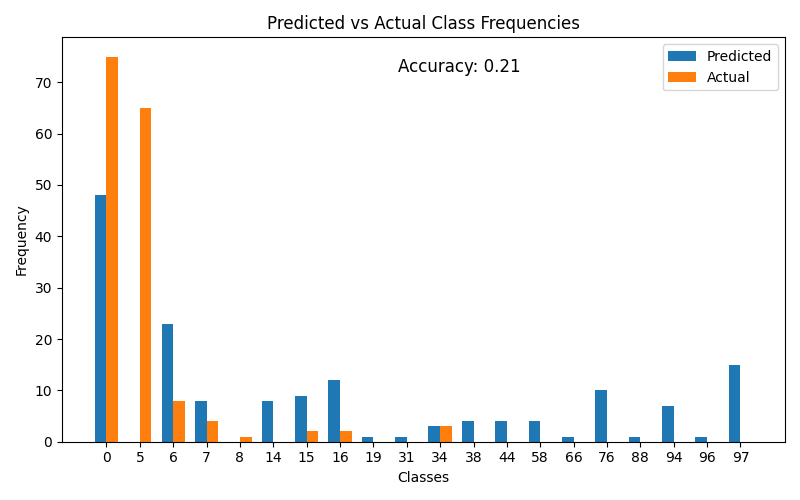 Predicted vs Actual Class Frequencies
Accuracy: 0.21
Predicted
Actual
Frequency
70
60
50
40
30
20
10
0
0 5 6 7 8 14 15 16 19 31 34 38 44 58 66 76 88 94 96 97
Classes